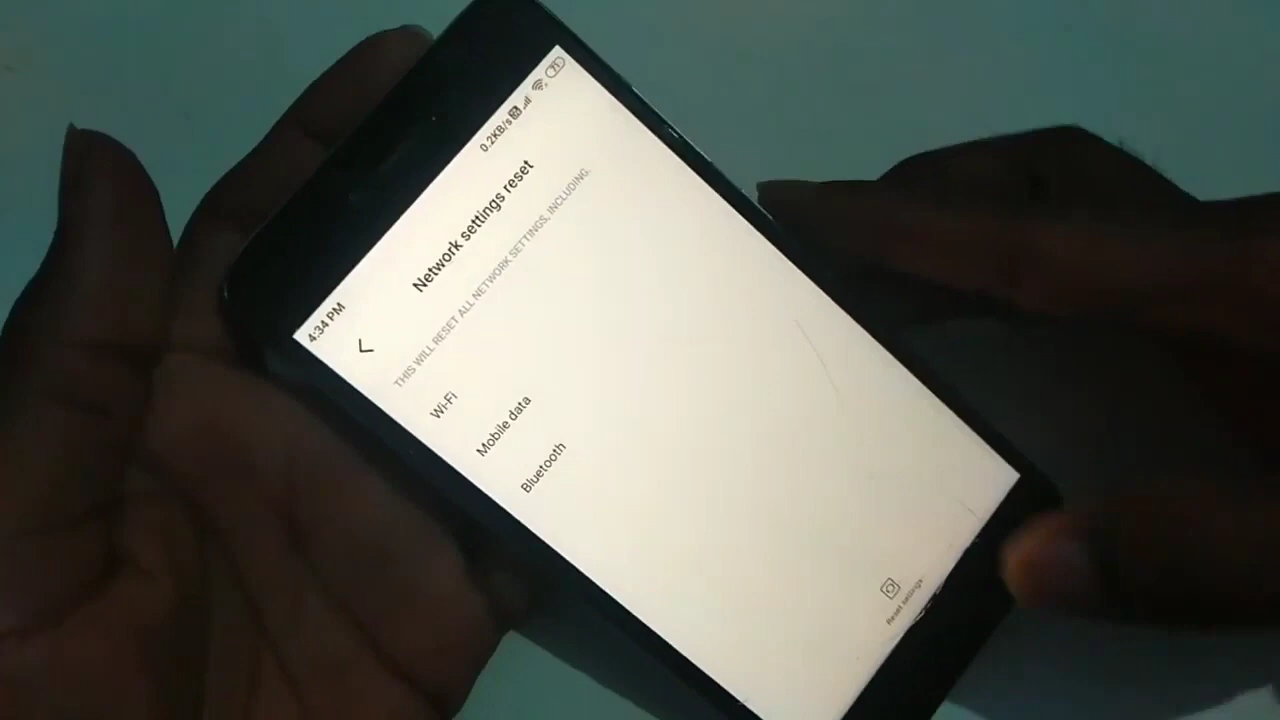 4:34 PM 0.2KB/s 71
Network settings reset
THIS WILL RESET ALL NETWORK SETTINGS, INCLUDING:
Wi-Fi
Mobile data
Bluetooth
Reset settings